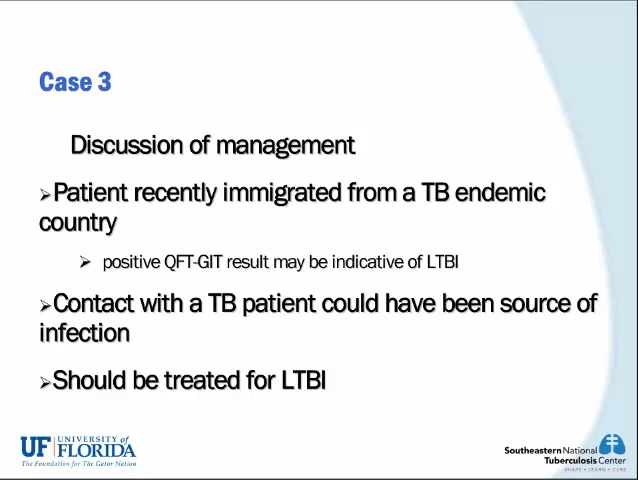 Case 3
Discussion of management
➢Patient recently immigrated from a TB endemic
country
➢ positive QFT-GIT result may be indicative of LTBI
➢Contact with a TB patient could have been source of
infection
➢Should be treated for LTBI
UF UNIVERSITY of
FLORIDA
The Foundation for The Gator Nation
Southeastern National
Tuberculosis Center
SHARE • LEARN • CURE